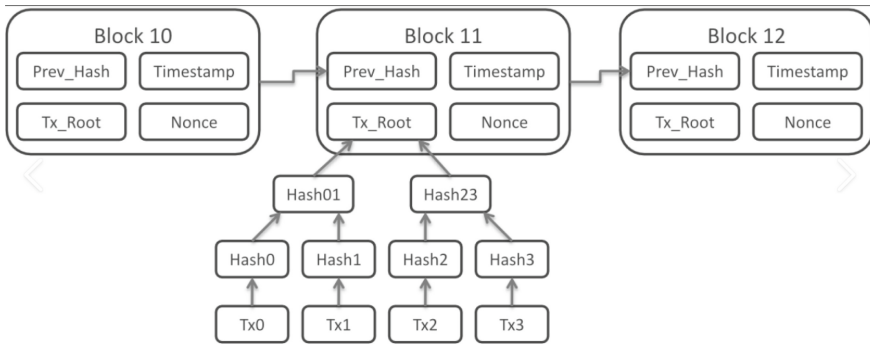 Block 10
Block 11
Block 12
Prev_Hash Timestamp
Prev_Hash Timestamp
Prev_Hash Timestamp
Tx_Root Nonce
Tx_Root Nonce
Tx_Root Nonce
Hash01 Hash23
Hash0 Hash1 Hash2 Hash3
Tx0 Tx1 Tx2 Tx3